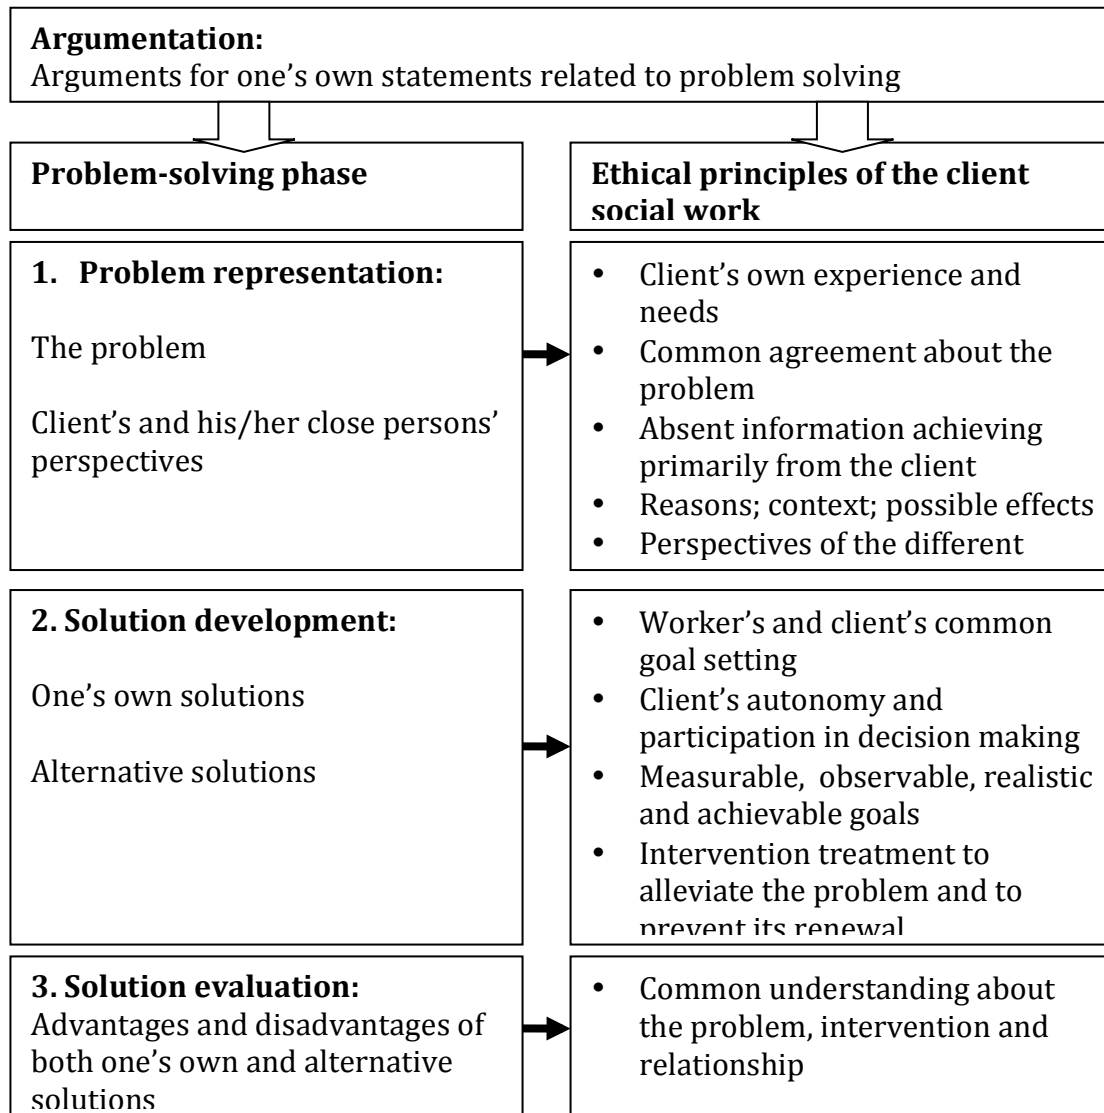 Argumentation:
Arguments for one’s own statements related to problem solving
Problem-solving phase
Ethical principles of the client
social work
1. Problem representation:
The problem
Client’s and his/her close persons’
perspectives
• Client’s own experience and
needs
• Common agreement about the
problem
• Absent information achieving
primarily from the client
• Reasons; context; possible effects
• Perspectives of the different
2. Solution development:
One’s own solutions
Alternative solutions
• Worker’s and client’s common
goal setting
• Client’s autonomy and
participation in decision making
• Measurable, observable, realistic
and achievable goals
• Intervention treatment to
alleviate the problem and to
prevent its renewal
3. Solution evaluation:
Advantages and disadvantages of
both one’s own and alternative
solutions
• Common understanding about
the problem, intervention and
relationship